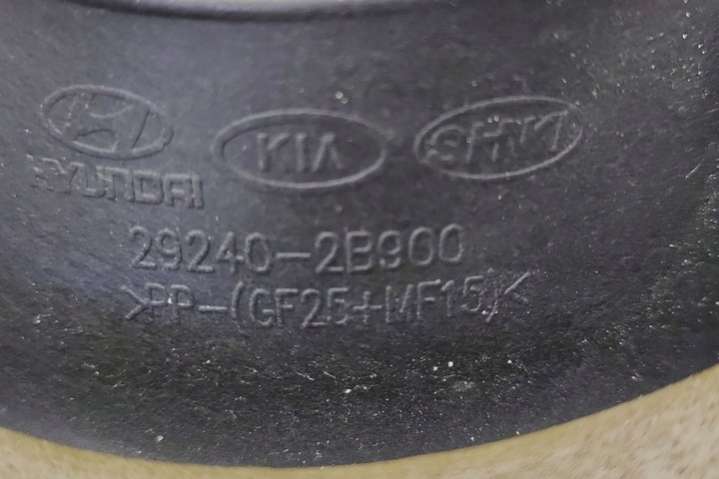 HYUNDAI
KIA
29240-2B900
>PP-(GF25+MF15)<